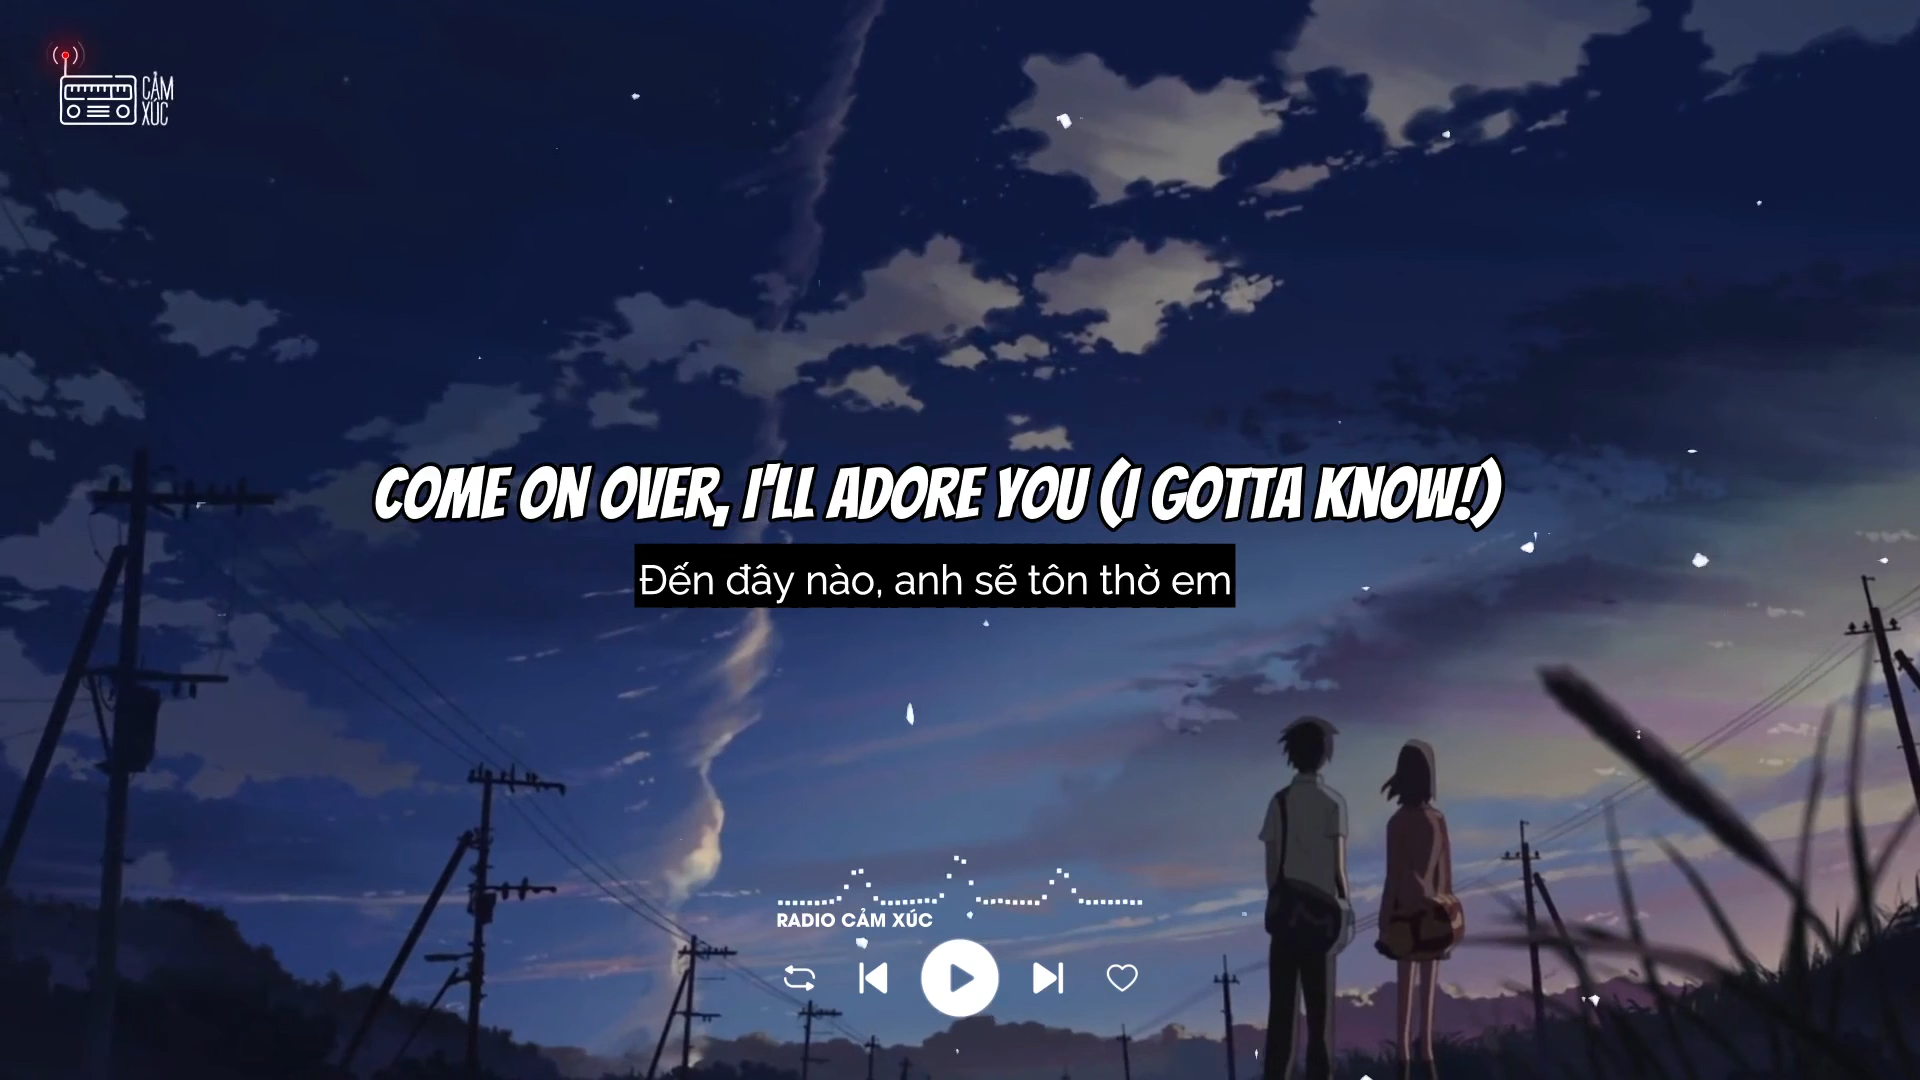 CẢM
XÚC
COME ON OVER, I'LL ADORE YOU (I GOTTA KNOW!)
Đến đây nào, anh sẽ tôn thờ em
RADIO CẢM XÚC